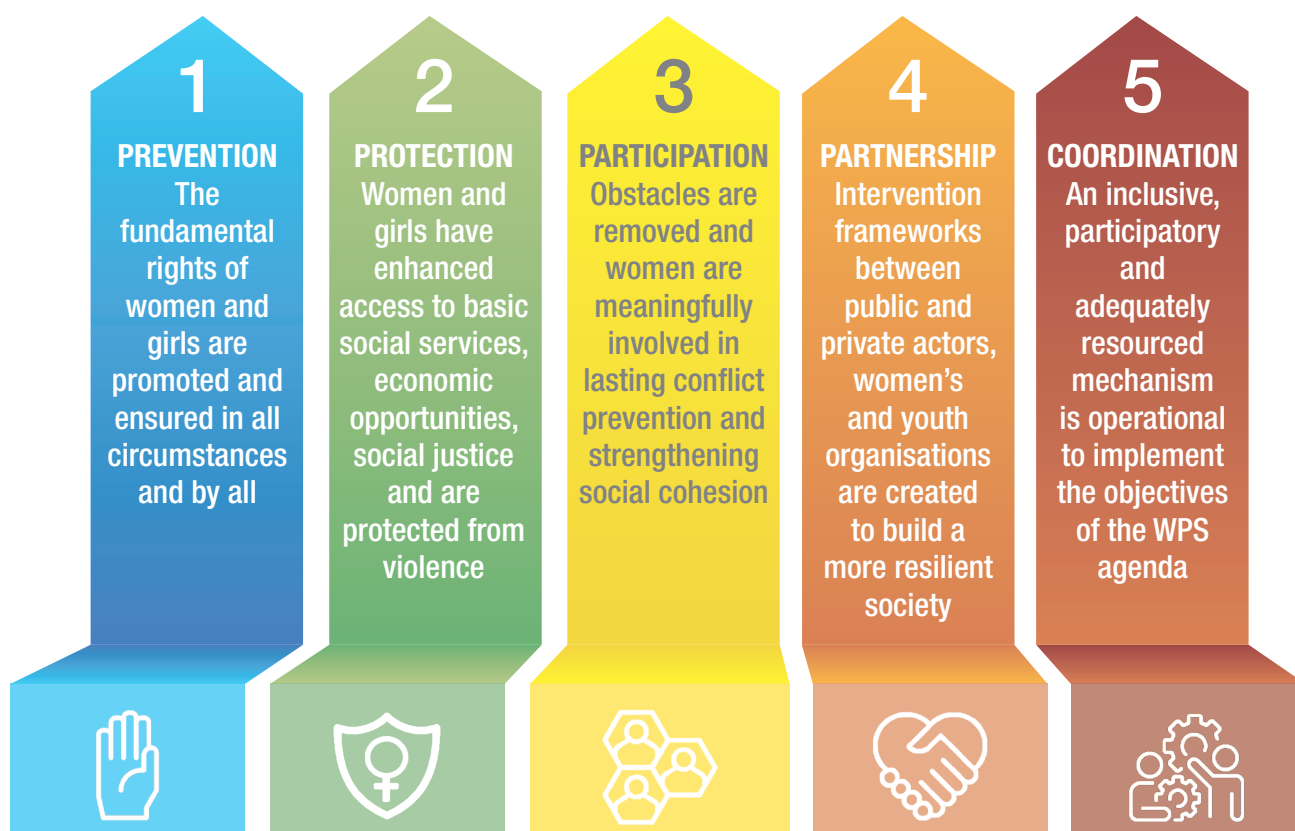 1
PREVENTION
The
fundamental
rights of
women and
girls are
promoted and
ensured in all
circumstances
and by all
2
PROTECTION
Women and
girls have
enhanced
access to basic
social services,
economic
opportunities,
social justice
and are
protected from
violence
3
PARTICIPATION
Obstacles are
removed and
women are
meaningfully
involved in
lasting conflict
prevention and
strengthening
social cohesion
4
PARTNERSHIP
Intervention
frameworks
between
public and
private actors,
women’s
and youth
organisations
are created
to build a
more resilient
society
5
COORDINATION
An inclusive,
participatory
and
adequately
resourced
mechanism
is operational
to implement
the objectives
of the WPS
agenda